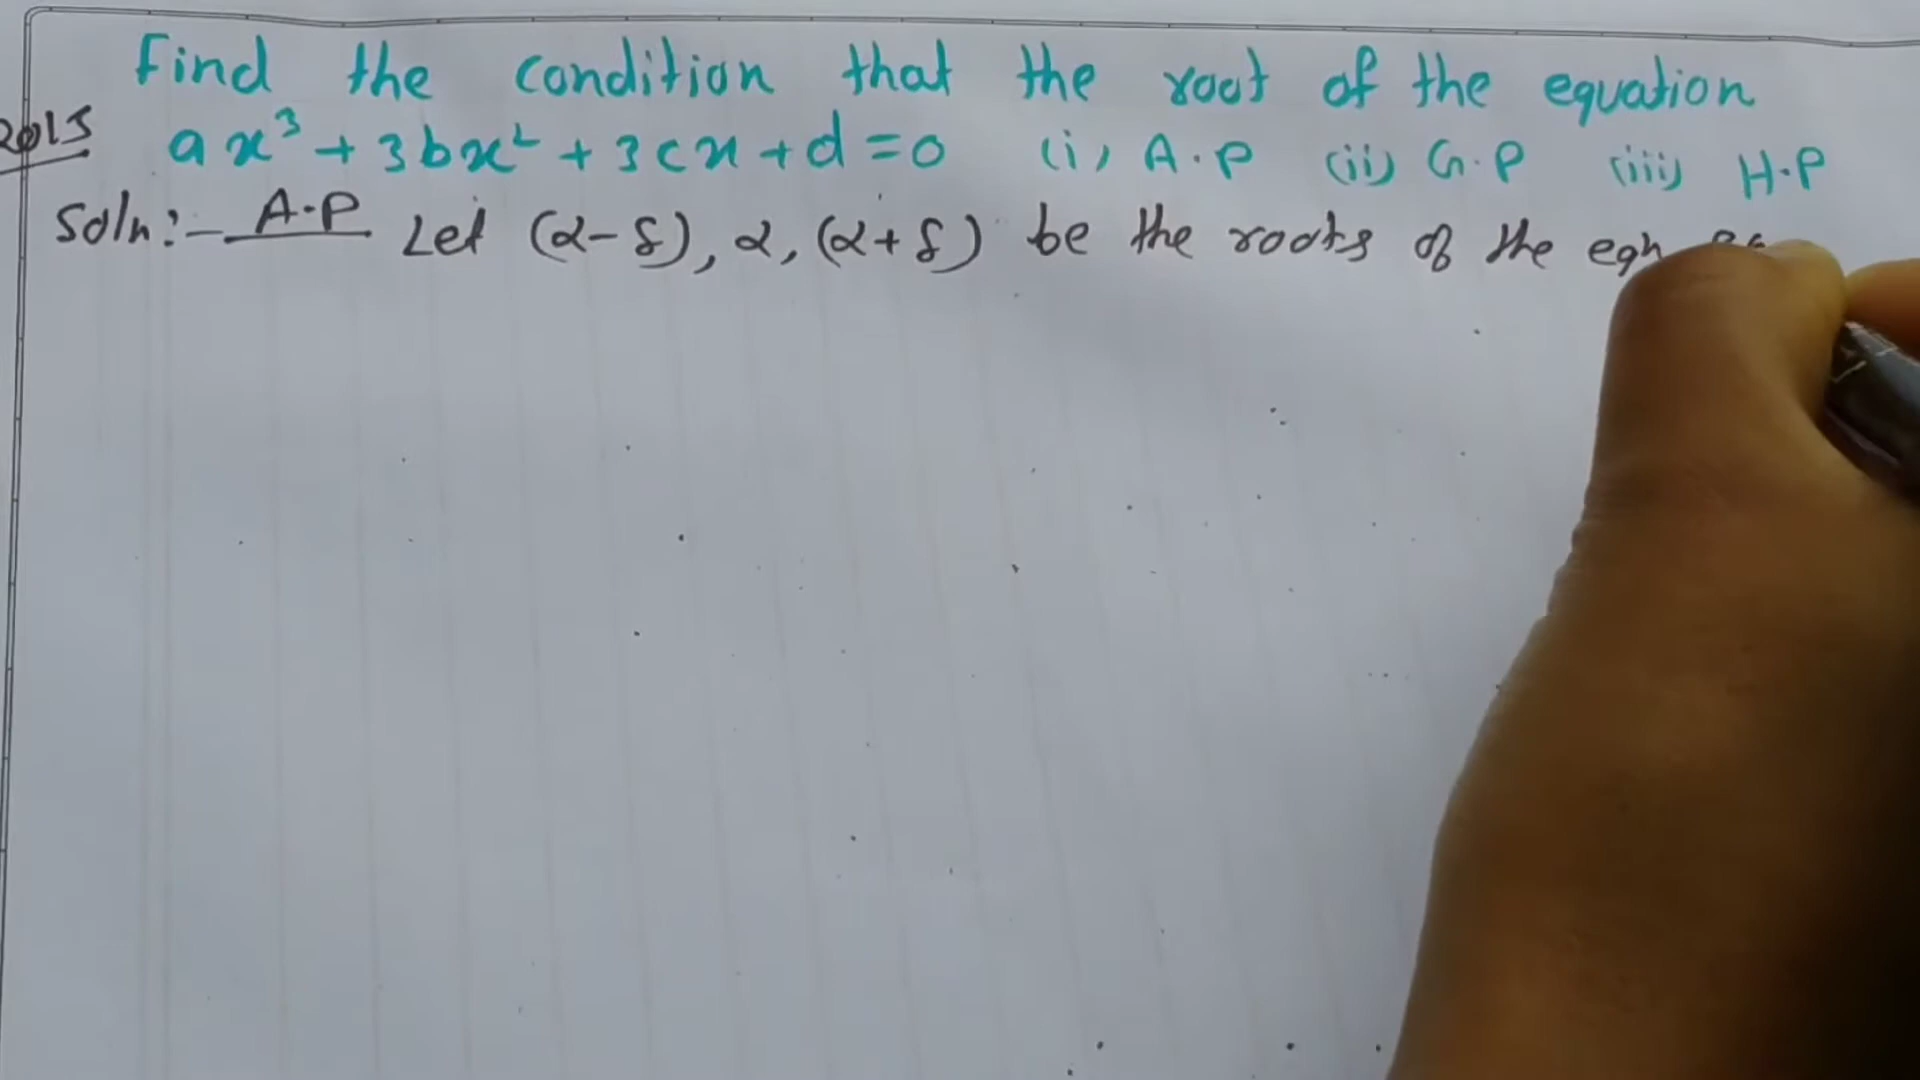 Find the condition that the root of the equation
2015 ax³ + 3bx² + 3cx + d = 0 (i) A.P (ii) G.P (iii) H.P
Soln:- A.P Let (α-δ), α, (α+δ) be the roots of the eqn